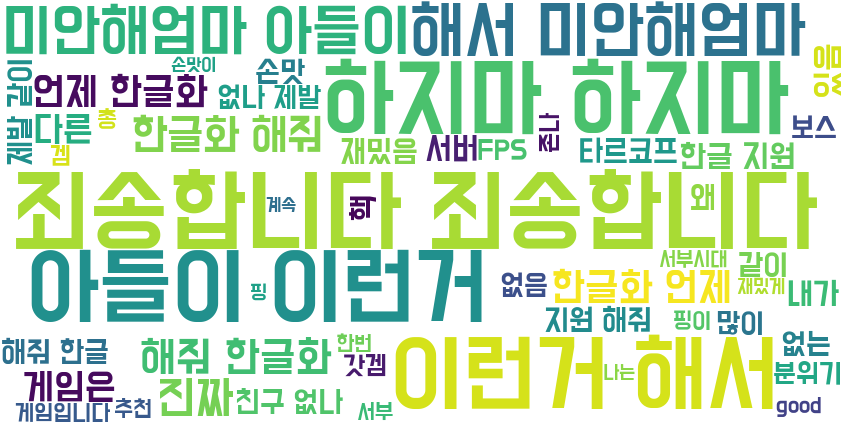 미안해엄마 아들이
해서 미안해엄마
손맛이
손맛
있음
제발 같이
언제 한글화
없나 제발
하지마 하지마
다른
총
겜
한글화 해줘
재밌음
서버
FPS
존나
타르코프
한글 지원
보스
죄송합니다 죄송합니다
계속
핵
왜
아들이 이런거
핑
없음
한글화 언제
서부시대
같이
재밌게
내가
지원 해줘
핑이
많이
해줘 한글
해줘 한글화
한번
갓겜
이런거 해서
나는
없는
분위기
게임은
게임입니다
추천
진짜
친구 없나
서부
good